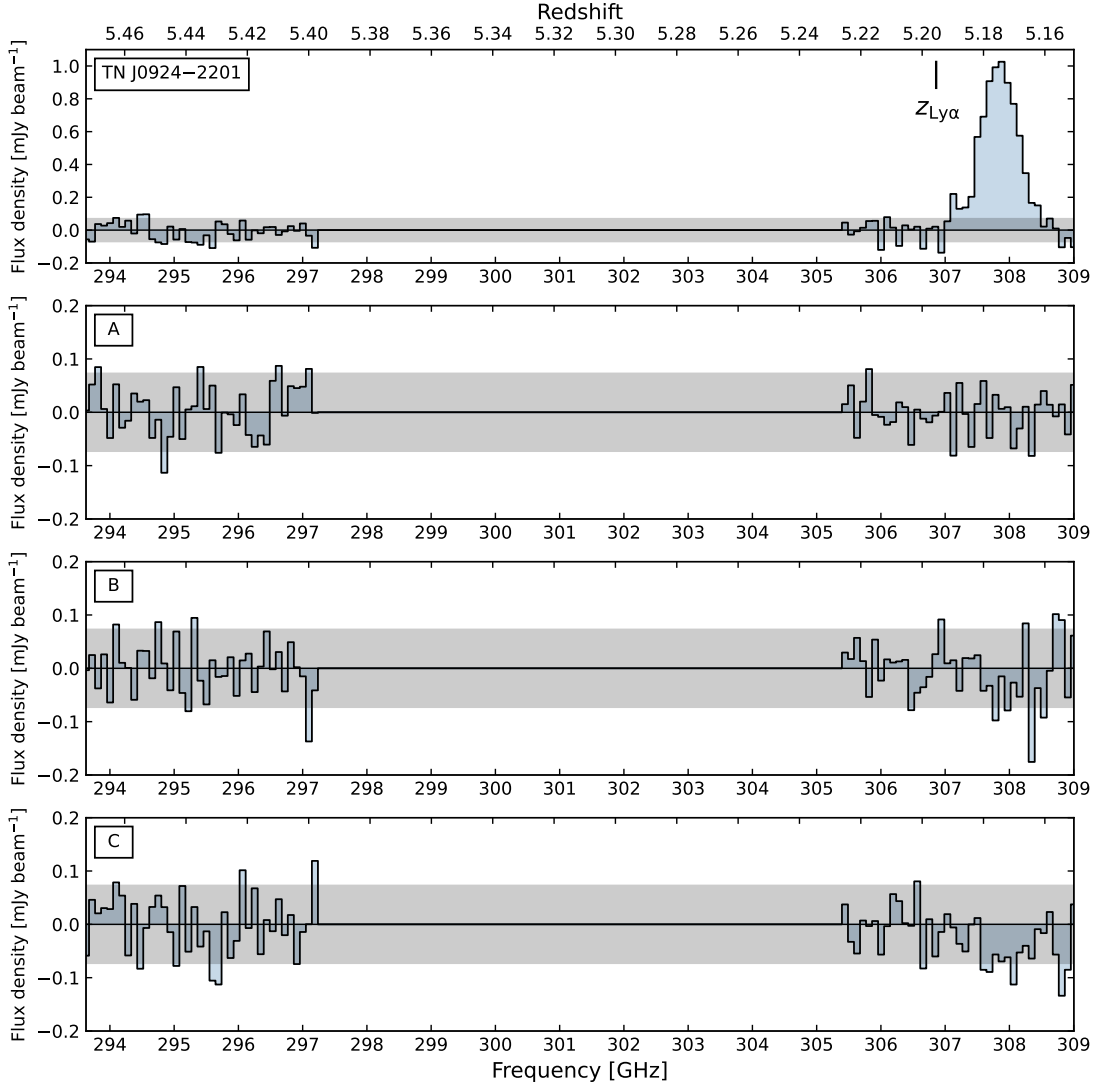 Redshift
5.46 5.44 5.42 5.40 5.38 5.36 5.34 5.32 5.30 5.28 5.26 5.24 5.22 5.20 5.18 5.16
Flux density [mJy beam⁻¹]
1.0
0.8
0.6
0.4
0.2
0.0
−0.2
TN J0924−2201
zLyα
294 295 296 297 298 299 300 301 302 303 304 305 306 307 308 309
Flux density [mJy beam⁻¹]
0.2
0.1
0.0
−0.1
−0.2
A
294 295 296 297 298 299 300 301 302 303 304 305 306 307 308 309
Flux density [mJy beam⁻¹]
0.2
0.1
0.0
−0.1
−0.2
B
294 295 296 297 298 299 300 301 302 303 304 305 306 307 308 309
Flux density [mJy beam⁻¹]
0.2
0.1
0.0
−0.1
−0.2
C
294 295 296 297 298 299 300 301 302 303 304 305 306 307 308 309
Frequency [GHz]